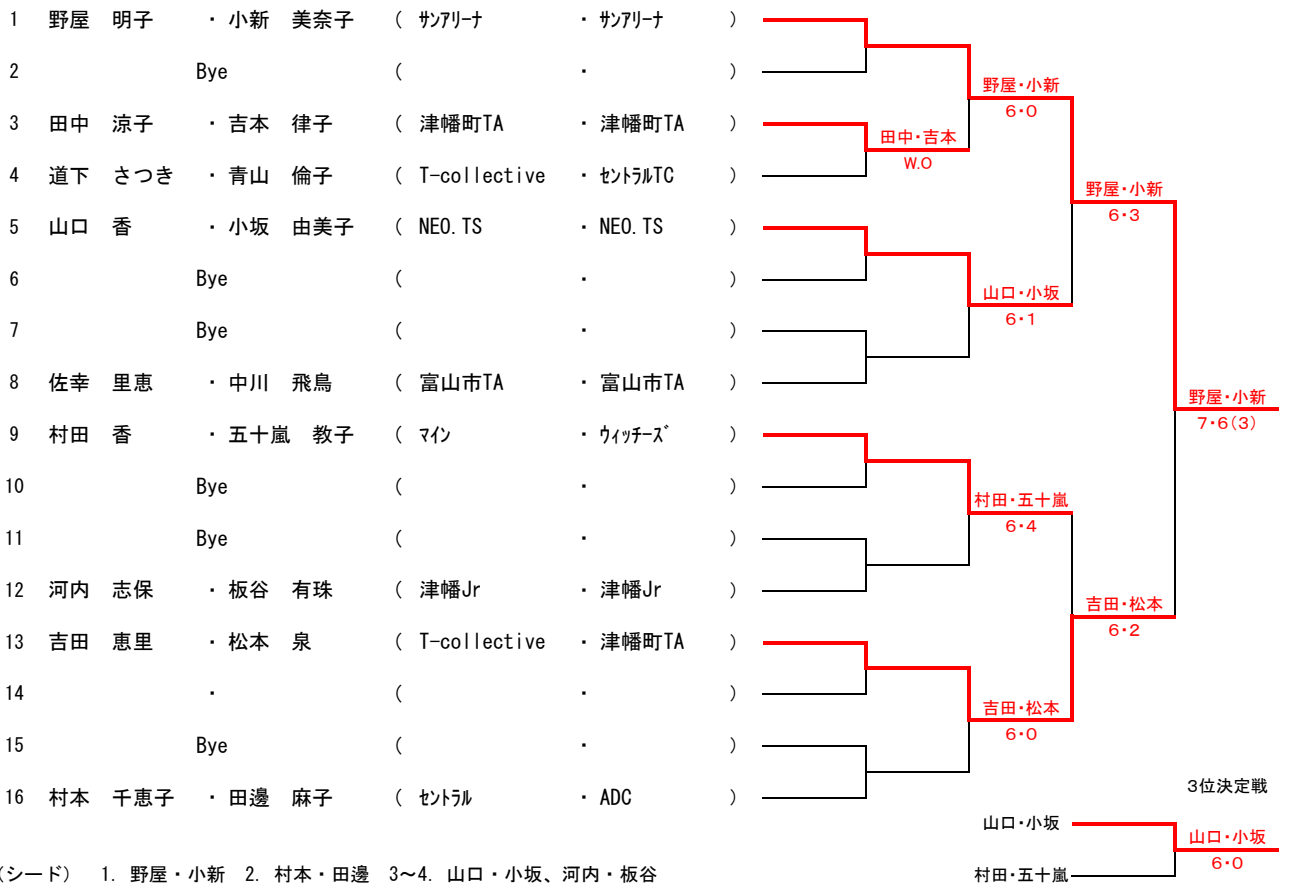 1 野屋 明子 ・ 小新 美奈子 ( ｻﾝｱﾘｰﾅ ・ ｻﾝｱﾘｰﾅ )
2 Bye ( ・ )
野屋・小新
6・0
3 田中 涼子 ・ 吉本 律子 ( 津幡町TA ・ 津幡町TA )
田中・吉本
W.O
4 道下 さつき ・ 青山 倫子 ( T-collective ・ ｾﾝﾄﾗﾙTC )
野屋・小新
6・3
5 山口 香 ・ 小坂 由美子 ( NEO.TS ・ NEO.TS )
6 Bye ( ・ )
山口・小坂
6・1
7 Bye ( ・ )
8 佐幸 里恵 ・ 中川 飛鳥 ( 富山市TA ・ 富山市TA )
野屋・小新
7・6(3)
9 村田 香 ・ 五十嵐 教子 ( ﾏｲﾝ ・ ｳｨｯﾁｰｽﾞ )
10 Bye ( ・ )
村田・五十嵐
6・4
11 Bye ( ・ )
12 河内 志保 ・ 板谷 有珠 ( 津幡Jr ・ 津幡Jr )
吉田・松本
6・2
13 吉田 恵里 ・ 松本 泉 ( T-collective ・ 津幡町TA )
14 ・ ( ・ )
吉田・松本
6・0
15 Bye ( ・ )
16 村本 千恵子 ・ 田邊 麻子 ( ｾﾝﾄﾗﾙ ・ ADC )
3位決定戦
山口・小坂
山口・小坂
6・0
村田・五十嵐
(シード) 1. 野屋・小新 2. 村本・田邊 3~4. 山口・小坂、河内・板谷